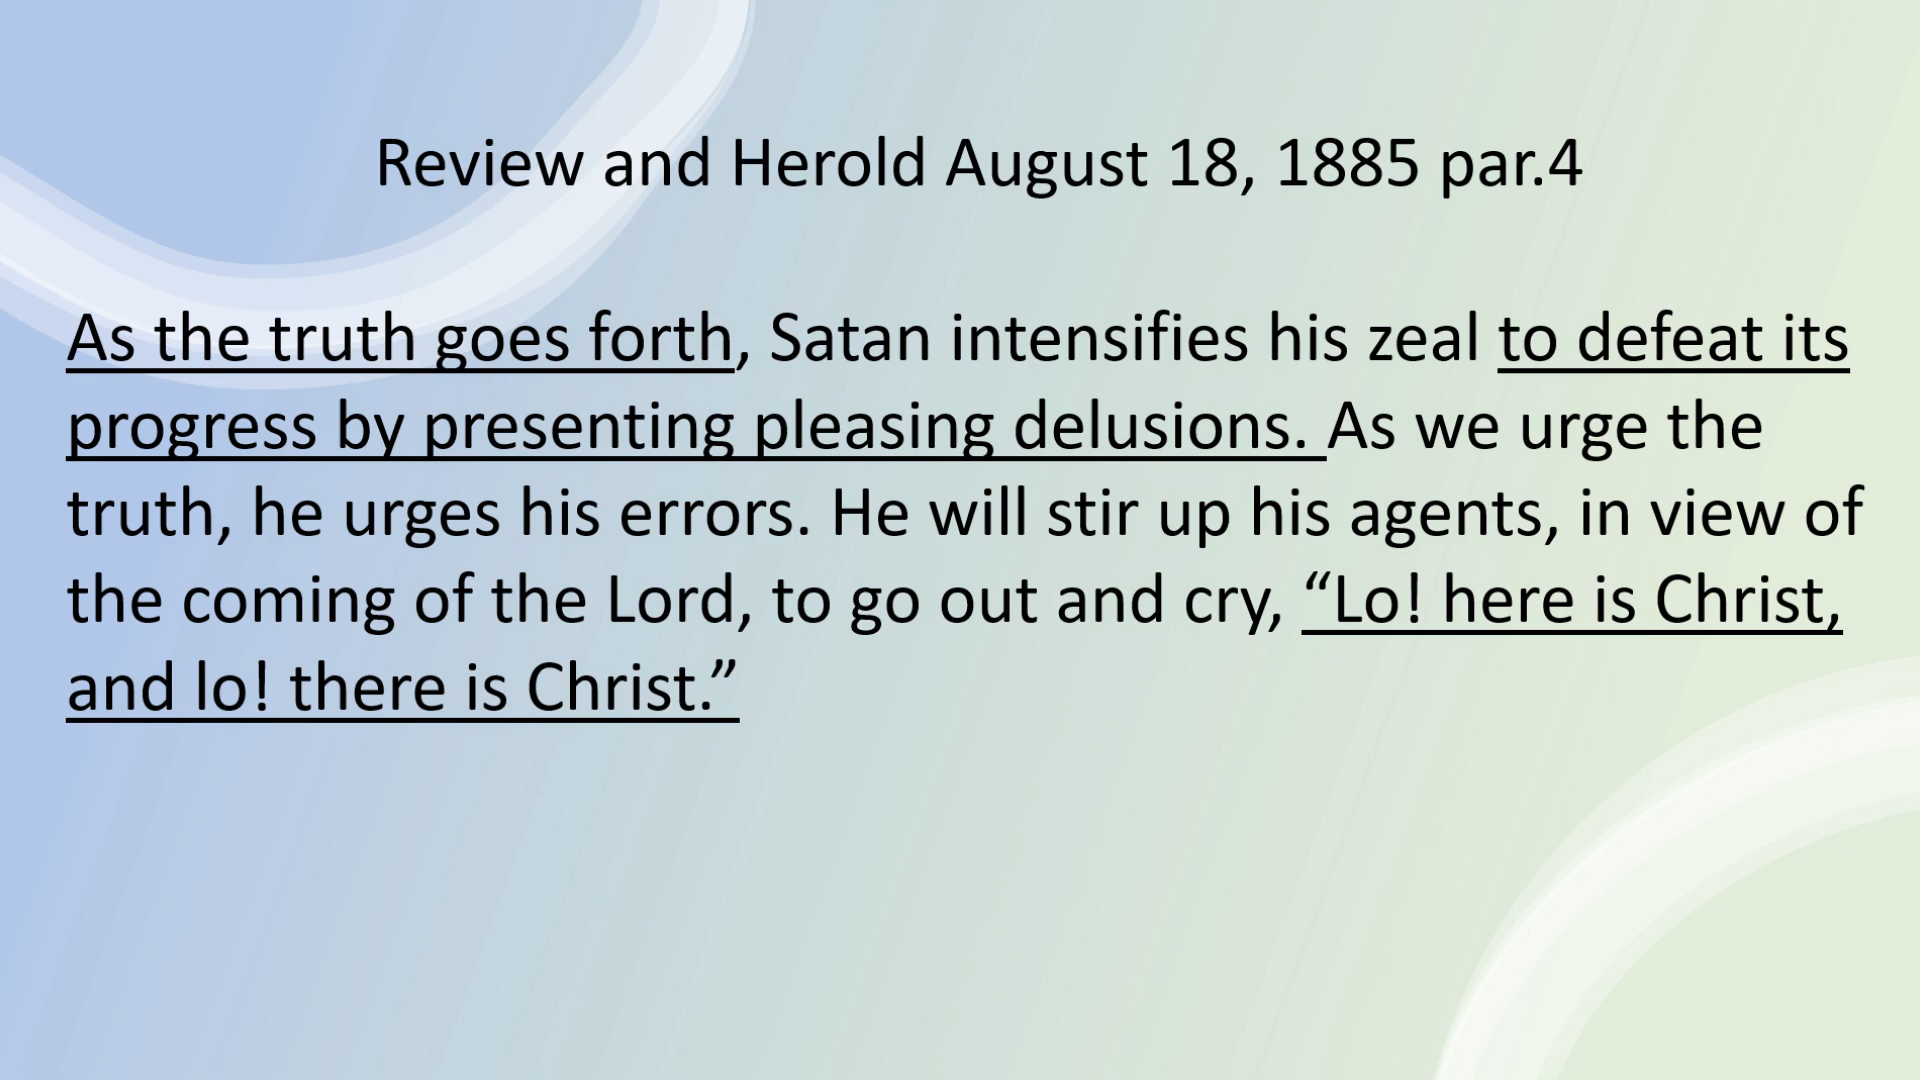 Review and Herold August 18, 1885 par.4
As the truth goes forth, Satan intensifies his zeal to defeat its
progress by presenting pleasing delusions. As we urge the
truth, he urges his errors. He will stir up his agents, in view of
the coming of the Lord, to go out and cry, “Lo! here is Christ,
and lo! there is Christ.”